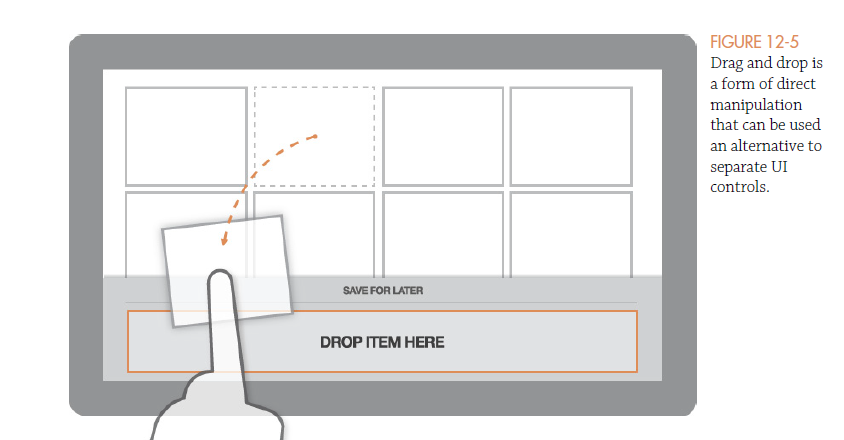 FIGURE 12-5
Drag and drop is
a form of direct
manipulation
that can be used
an alternative to
separate UI
controls.
SAVE FOR LATER
DROP ITEM HERE